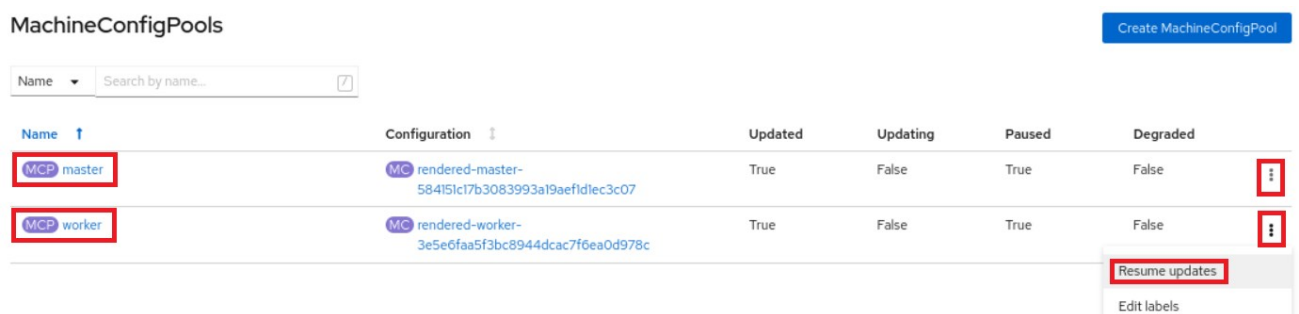 MachineConfigPools
Create MachineConfigPool
Name Search by name... /
Name Configuration Updated Updating Paused Degraded
MCP master MC rendered-master- True False True False
584151c17b3083993a19aef1d1ec3c07
MCP worker MC rendered-worker- True False True False
3e5e6faa5f3bc8944dcac7f6ea0d978c
Resume updates
Edit labels